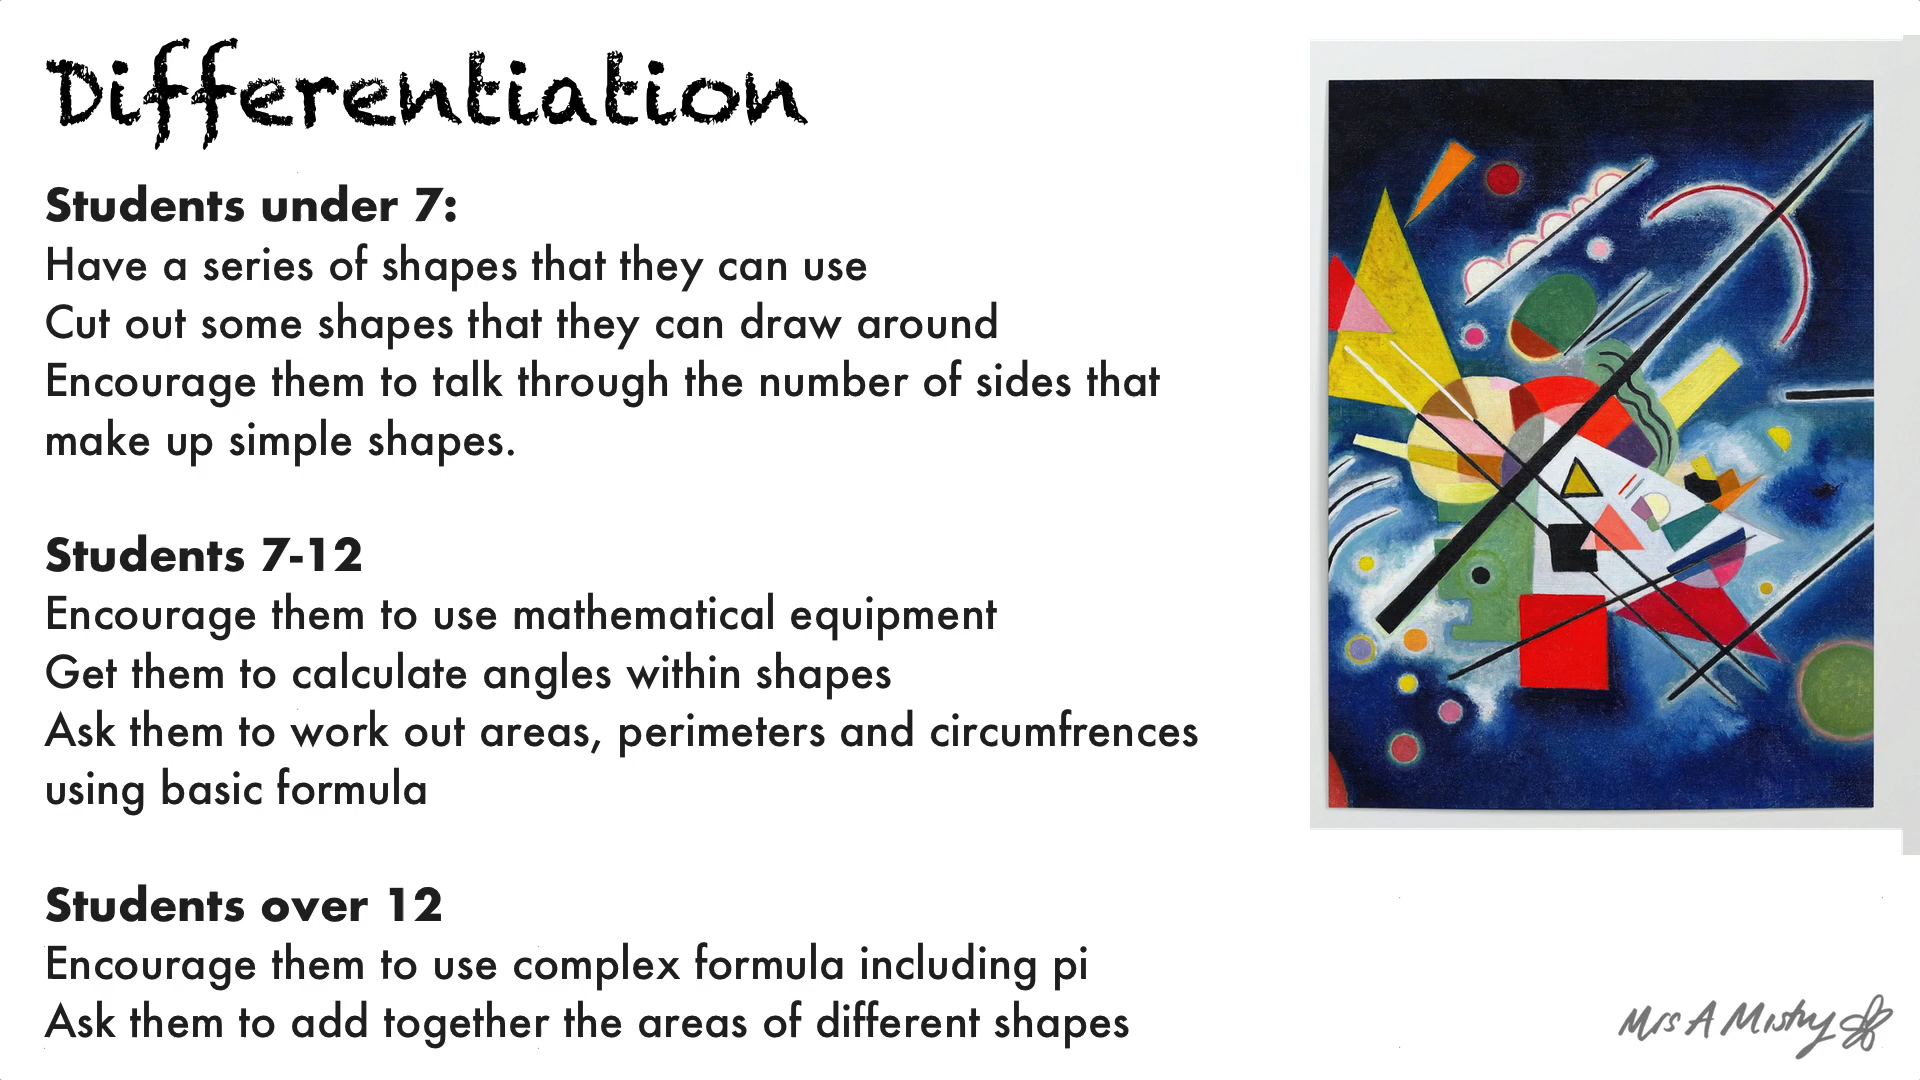 Differentiation
Students under 7:
Have a series of shapes that they can use
Cut out some shapes that they can draw around
Encourage them to talk through the number of sides that
make up simple shapes.
Students 7-12
Encourage them to use mathematical equipment
Get them to calculate angles within shapes
Ask them to work out areas, perimeters and circumfrences
using basic formula
Students over 12
Encourage them to use complex formula including pi
Ask them to add together the areas of different shapes
Mrs A Mistry